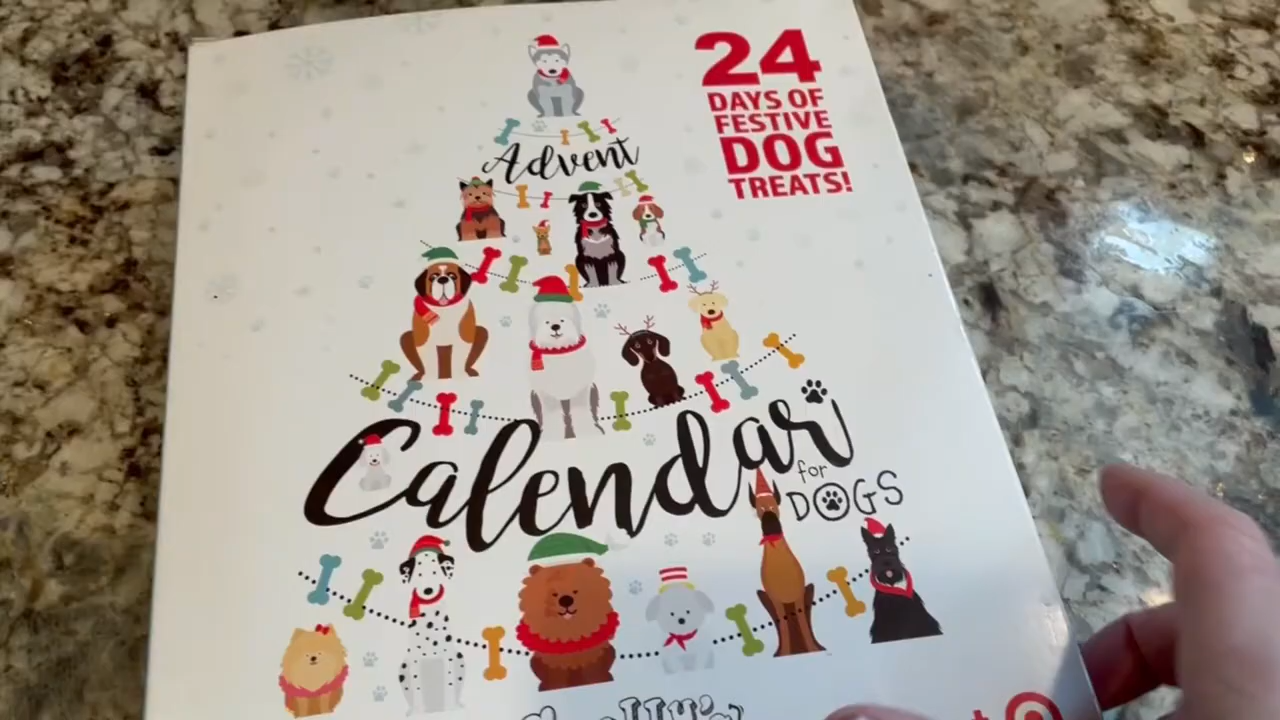 24
DAYS OF
FESTIVE
DOG
TREATS!
Advent
Calendar
for
DOGS